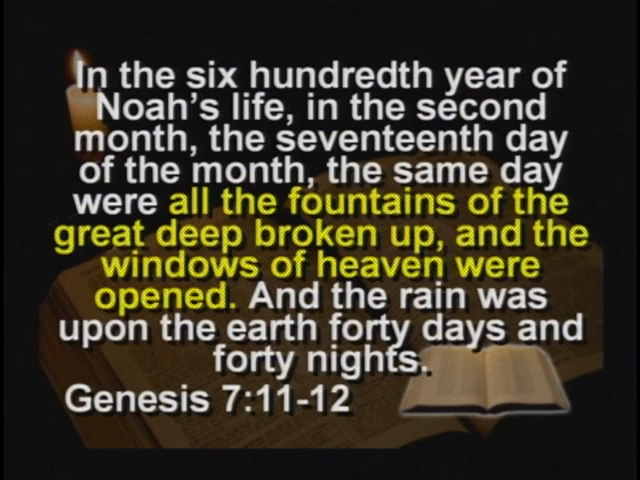 In the six hundredth year of
Noah's life, in the second
month, the seventeenth day
of the month, the same day
were all the fountains of the
great deep broken up, and the
windows of heaven were
opened. And the rain was
upon the earth forty days and
forty nights.
Genesis 7:11-12